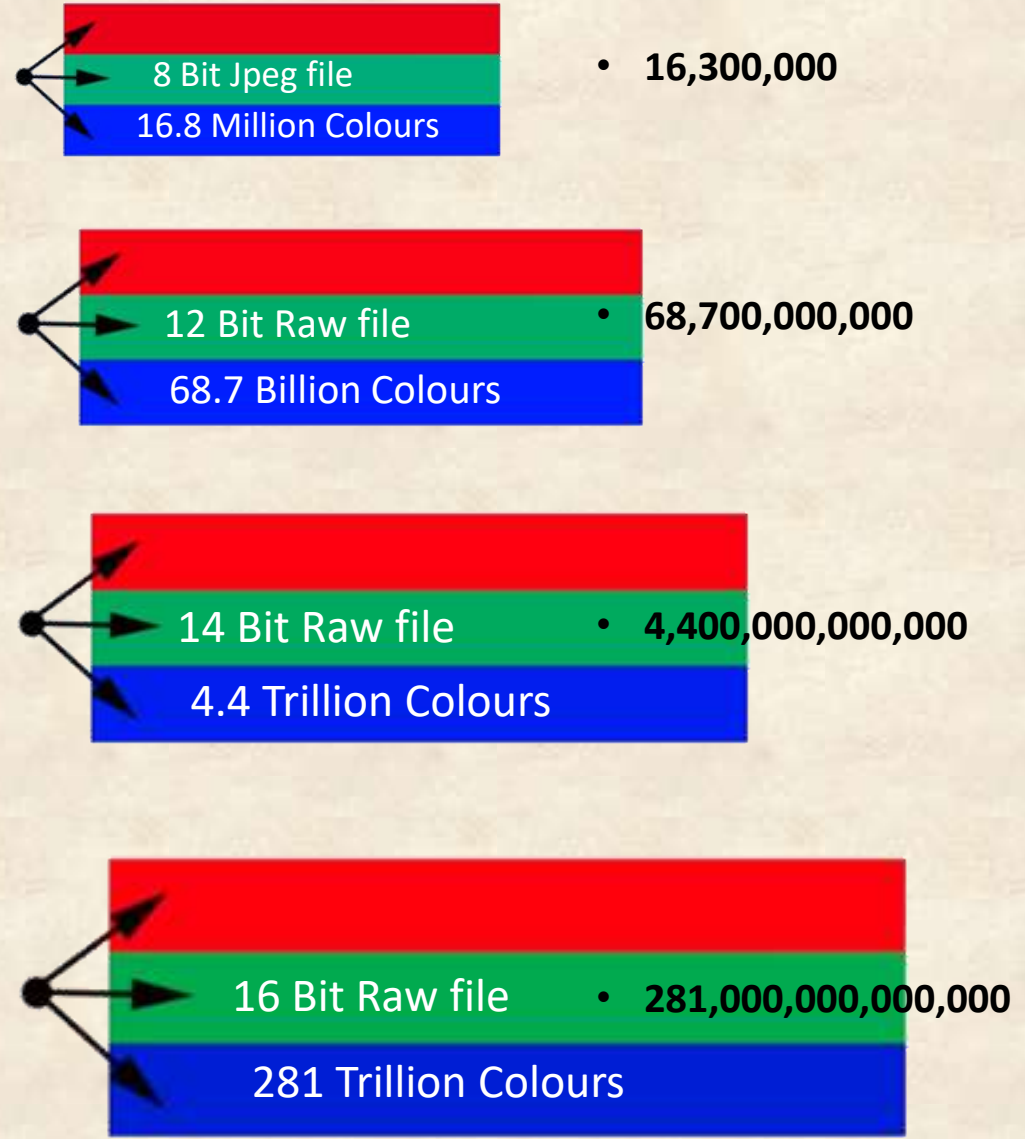 8 Bit Jpeg file
16.8 Million Colours
• 16,300,000
12 Bit Raw file
68.7 Billion Colours
• 68,700,000,000
14 Bit Raw file
4.4 Trillion Colours
• 4,400,000,000,000
16 Bit Raw file
281 Trillion Colours
• 281,000,000,000,000